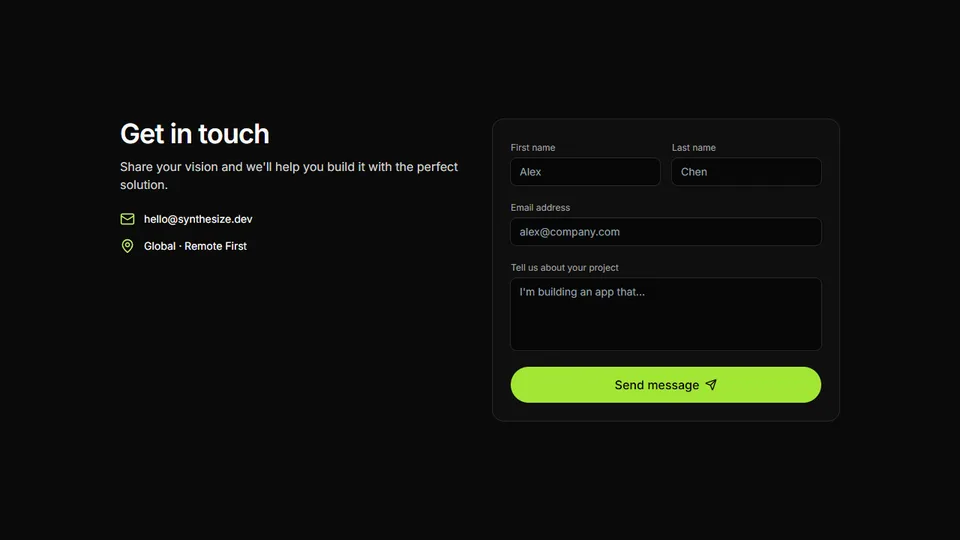 Get in touch
Share your vision and we'll help you build it with the perfect
solution.
hello@synthesize.dev
Global · Remote First
First name
Last name
Alex
Chen
Email address
alex@company.com
Tell us about your project
I'm building an app that...
Send message